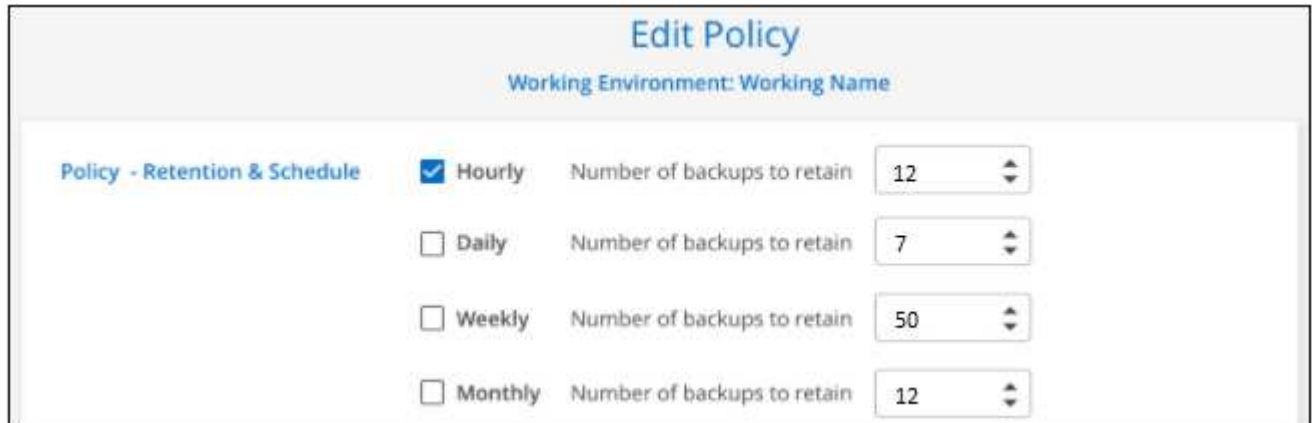 Edit Policy
Working Environment: Working Name
Policy - Retention & Schedule Hourly Number of backups to retain 12
Daily Number of backups to retain 7
Weekly Number of backups to retain 50
Monthly Number of backups to retain 12